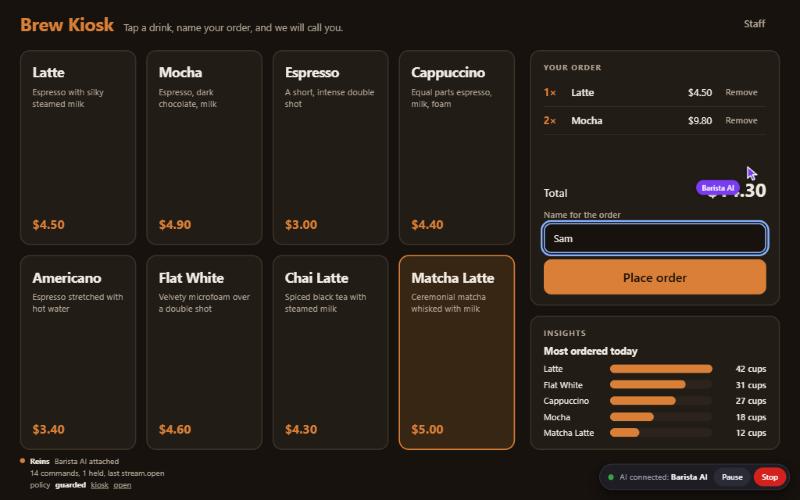 Brew Kiosk
Tap a drink, name your order, and we will call you.
Staff
Latte
Espresso with silky
steamed milk
$4.50
Mocha
Espresso, dark
chocolate, milk
$4.90
Espresso
A short, intense double
shot
$3.00
Cappuccino
Equal parts espresso,
milk, foam
$4.40
Americano
Espresso stretched with
hot water
$3.40
Flat White
Velvety microfoam over
a double shot
$4.60
Chai Latte
Spiced black tea with
steamed milk
$4.30
Matcha Latte
Ceremonial matcha
whisked with milk
$5.00
YOUR ORDER
1× Latte $4.50 Remove
2× Mocha $9.80 Remove
Barista AI
Total
Name for the order
Sam
Place order
INSIGHTS
Most ordered today
Latte 42 cups
Flat White 31 cups
Cappuccino 27 cups
Mocha 18 cups
Matcha Latte 12 cups
Reins Barista AI attached
14 commands, 1 held, last stream.open
policy guarded kiosk open
AI connected: Barista AI Pause Stop